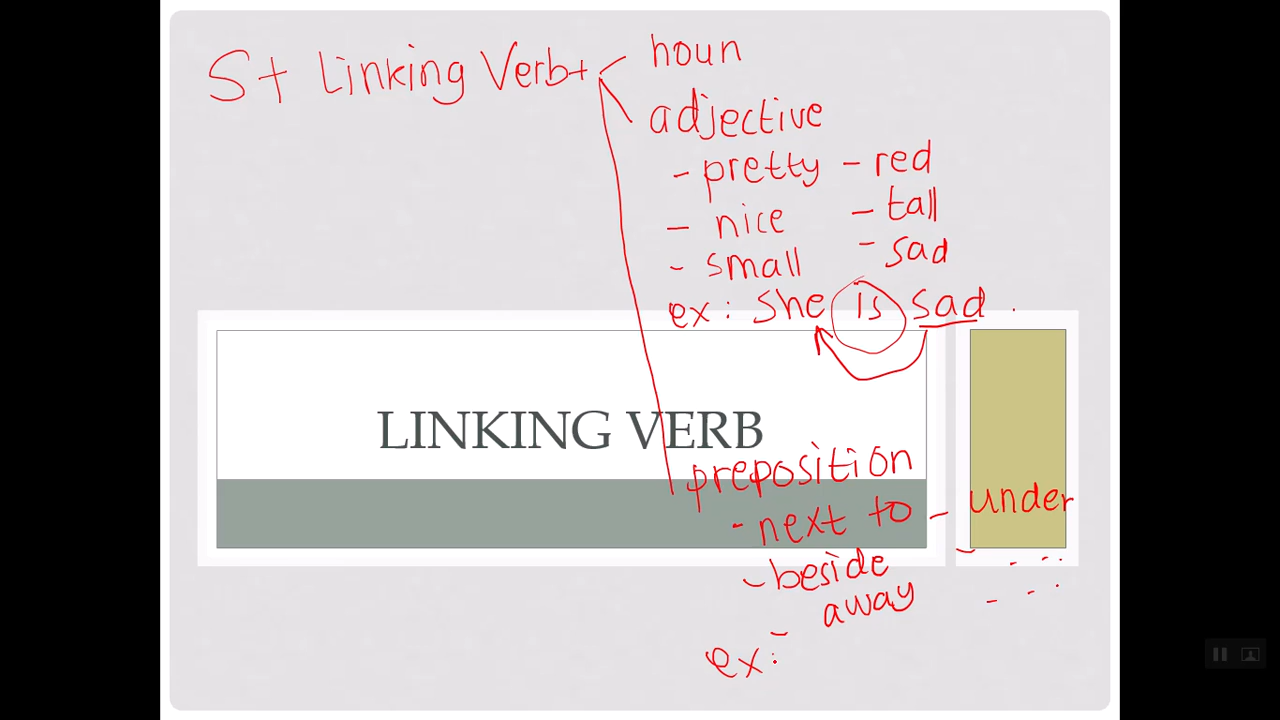 S+ Linking Verb+
noun
adjective
- pretty - red
- nice - tall
- small - sad
ex: She is sad.
LINKING VERB
preposition
- next to - under
- beside -
- away
ex: